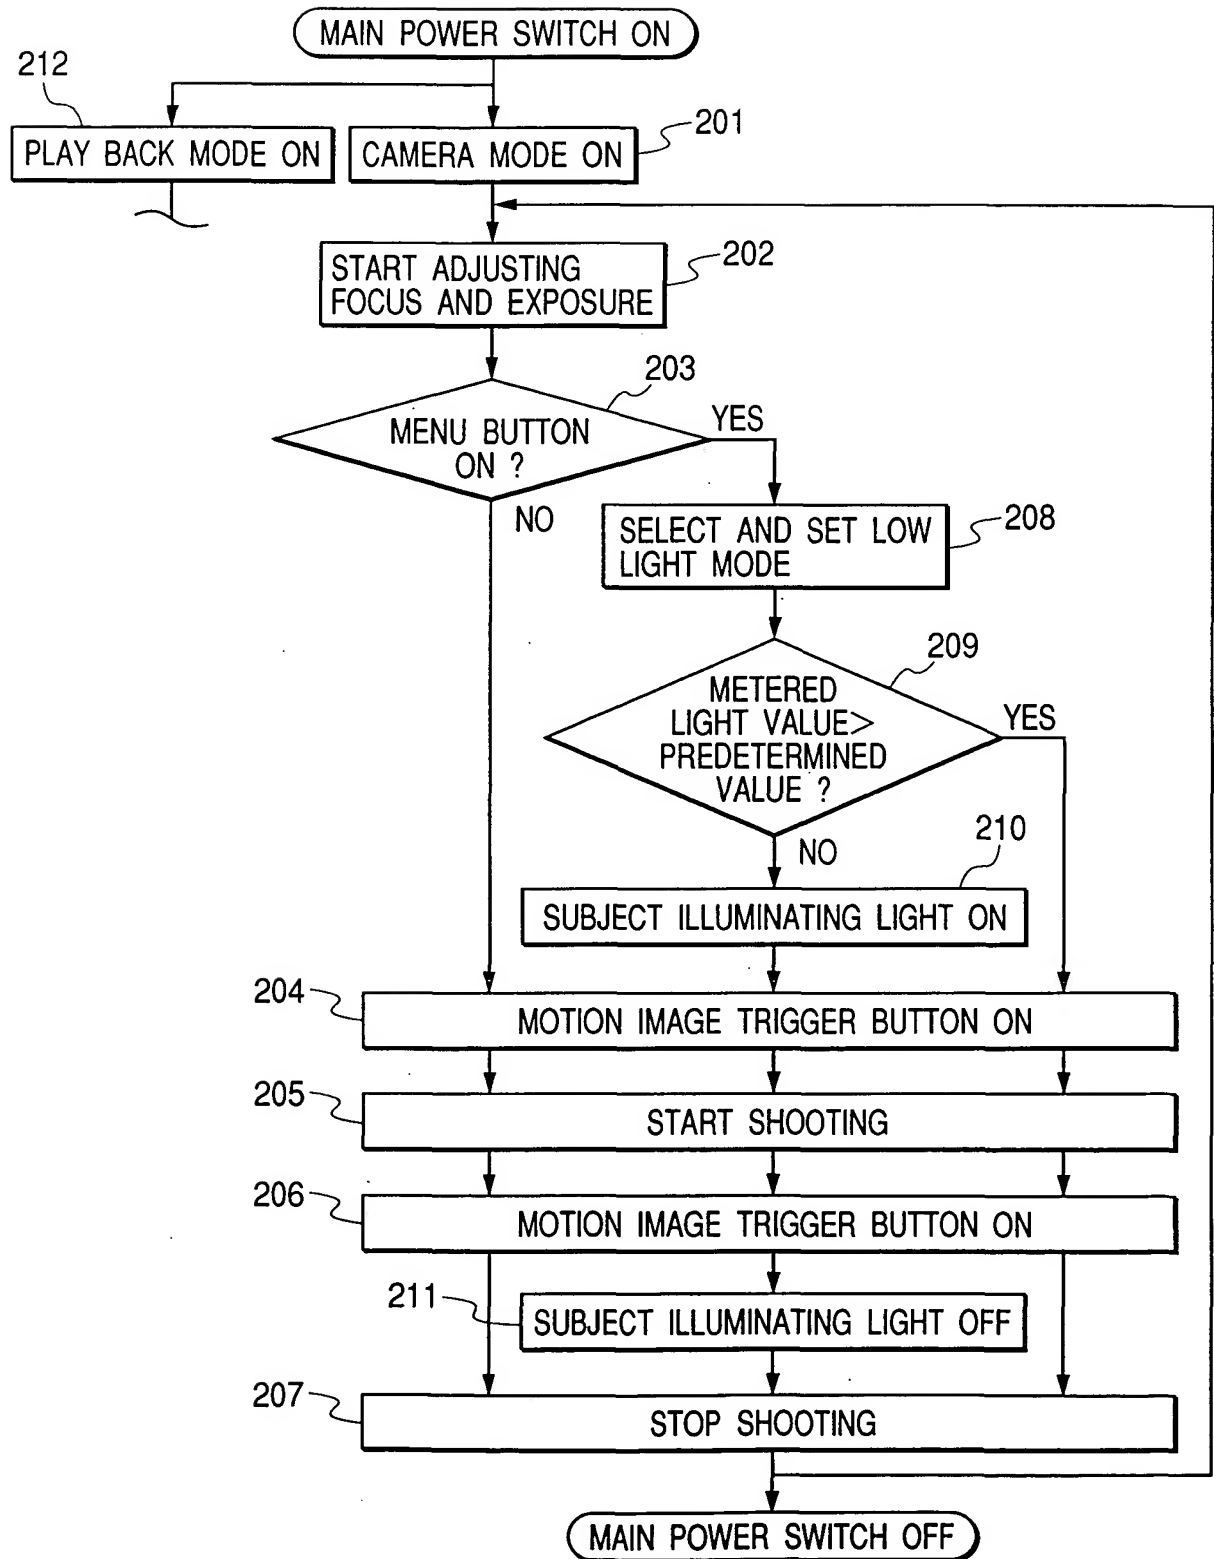 MAIN POWER SWITCH ON
212
PLAY BACK MODE ON
CAMERA MODE ON
201
START ADJUSTING
FOCUS AND EXPOSURE
202
203
MENU BUTTON
ON ?
YES
NO
SELECT AND SET LOW
LIGHT MODE
208
209
METERED
LIGHT VALUE>
PREDETERMINED
VALUE ?
YES
NO
210
SUBJECT ILLUMINATING LIGHT ON
204
MOTION IMAGE TRIGGER BUTTON ON
205
START SHOOTING
206
MOTION IMAGE TRIGGER BUTTON ON
211
SUBJECT ILLUMINATING LIGHT OFF
207
STOP SHOOTING
MAIN POWER SWITCH OFF